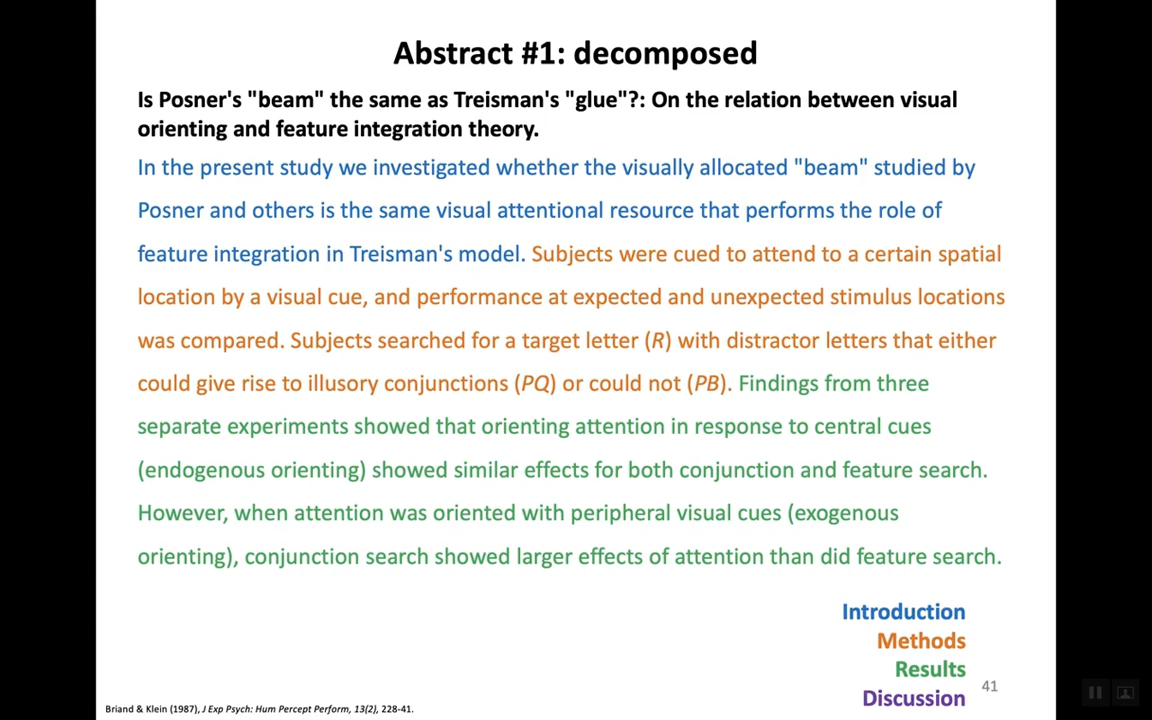 Abstract #1: decomposed
Is Posner's "beam" the same as Treisman's "glue"?: On the relation between visual
orienting and feature integration theory.
In the present study we investigated whether the visually allocated "beam" studied by
Posner and others is the same visual attentional resource that performs the role of
feature integration in Treisman's model. Subjects were cued to attend to a certain spatial
location by a visual cue, and performance at expected and unexpected stimulus locations
was compared. Subjects searched for a target letter (R) with distractor letters that either
could give rise to illusory conjunctions (PQ) or could not (PB). Findings from three
separate experiments showed that orienting attention in response to central cues
(endogenous orienting) showed similar effects for both conjunction and feature search.
However, when attention was oriented with peripheral visual cues (exogenous
orienting), conjunction search showed larger effects of attention than did feature search.
Introduction
Methods
Results
Discussion
41
Briand & Klein (1987), J Exp Psych: Hum Percept Perform, 13(2), 228-41.